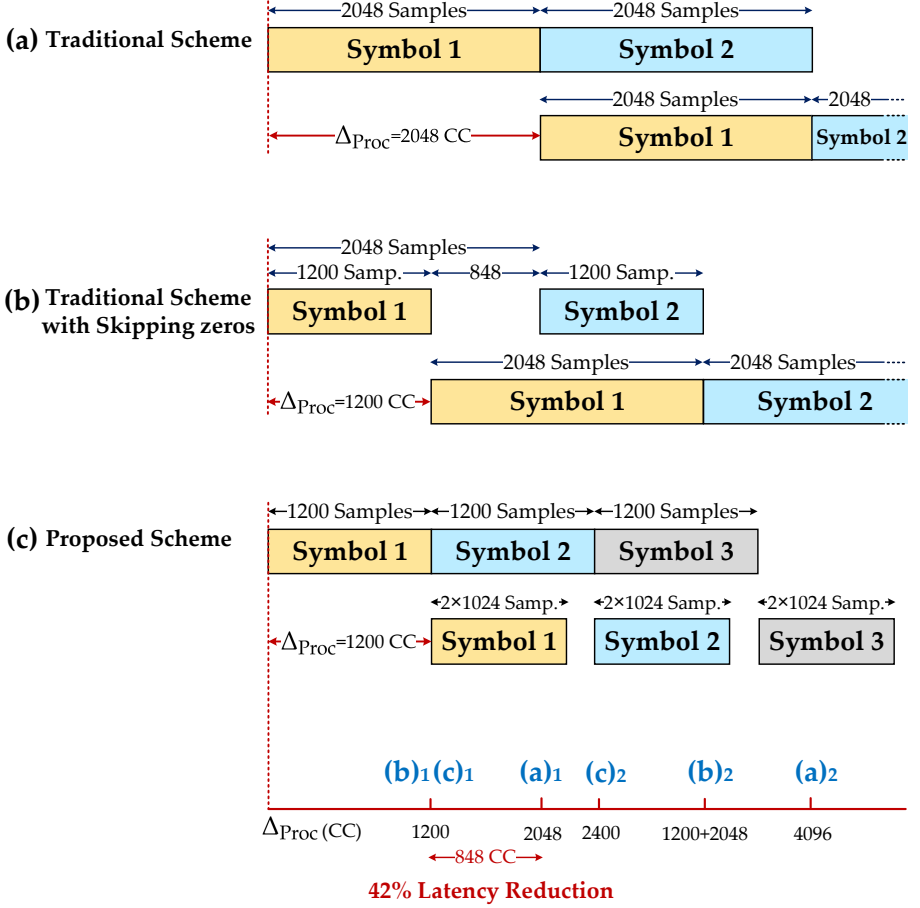 2048 Samples 2048 Samples
(a) Traditional Scheme Symbol 1 Symbol 2
2048 Samples 2048
Δ_Proc=2048 CC Symbol 1 Symbol 2
2048 Samples
1200 Samp. 848 1200 Samp.
(b) Traditional Scheme Symbol 1 Symbol 2
with Skipping zeros
2048 Samples 2048 Samples
Δ_Proc=1200 CC Symbol 1 Symbol 2
1200 Samples 1200 Samples 1200 Samples
(c) Proposed Scheme Symbol 1 Symbol 2 Symbol 3
2×1024 Samp. 2×1024 Samp. 2×1024 Samp.
Δ_Proc=1200 CC Symbol 1 Symbol 2 Symbol 3
(b)₁ (c)₁ (a)₁ (c)₂ (b)₂ (a)₂
Δ_Proc (CC) 1200 2048 2400 1200+2048 4096
848 CC
42% Latency Reduction